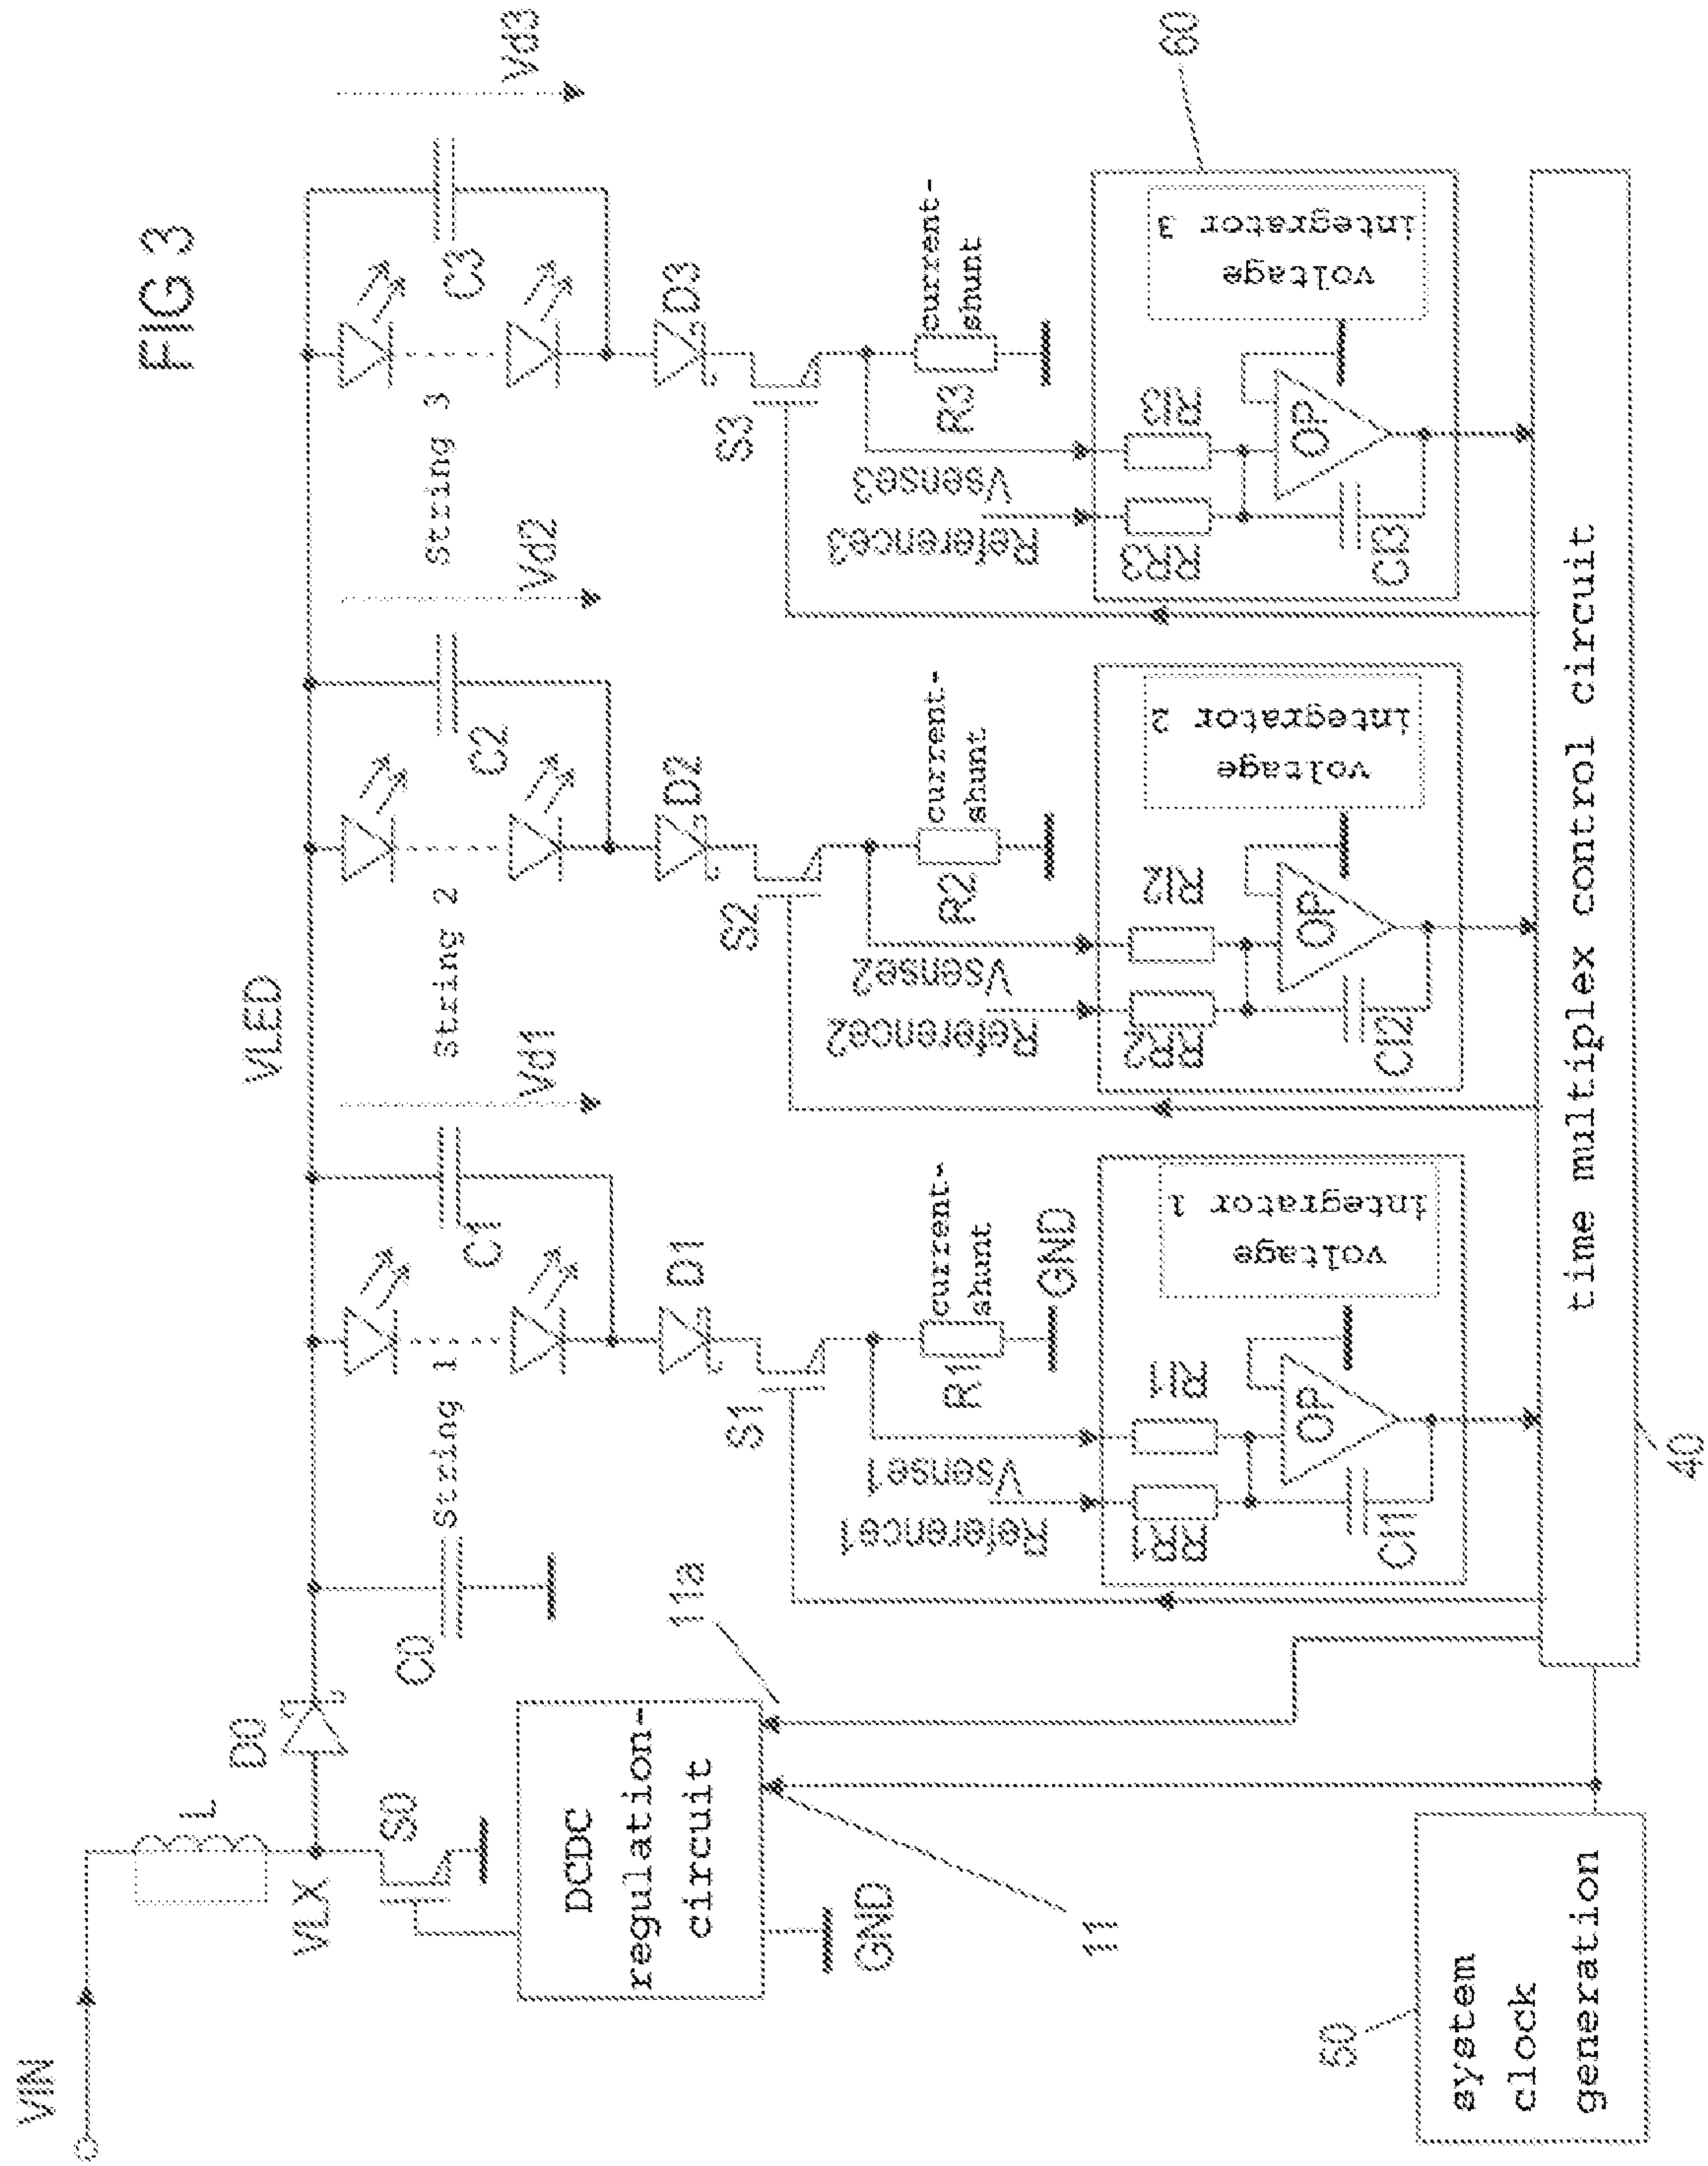 FIG 3
VIN
L
VLX
S0
D0
C0
VLED
DCDC
regulation-
circuit
GND
11
11a
String 1
C1
Vd1
D1
S1
R1
current-
shunt
GND
Vsense1
Reference1
RR1
RI1
OP
CI1
voltage
integrator 1
String 2
C2
Vd2
D2
S2
R2
current-
shunt
Vsense2
Reference2
RR2
RI2
OP
CI2
voltage
integrator 2
String 3
C3
Vd3
D3
S3
R3
current-
shunt
Vsense3
Reference3
RR3
RI3
OP
CI3
voltage
integrator 3
60
time multiplex control circuit
40
50
system
clock
generation